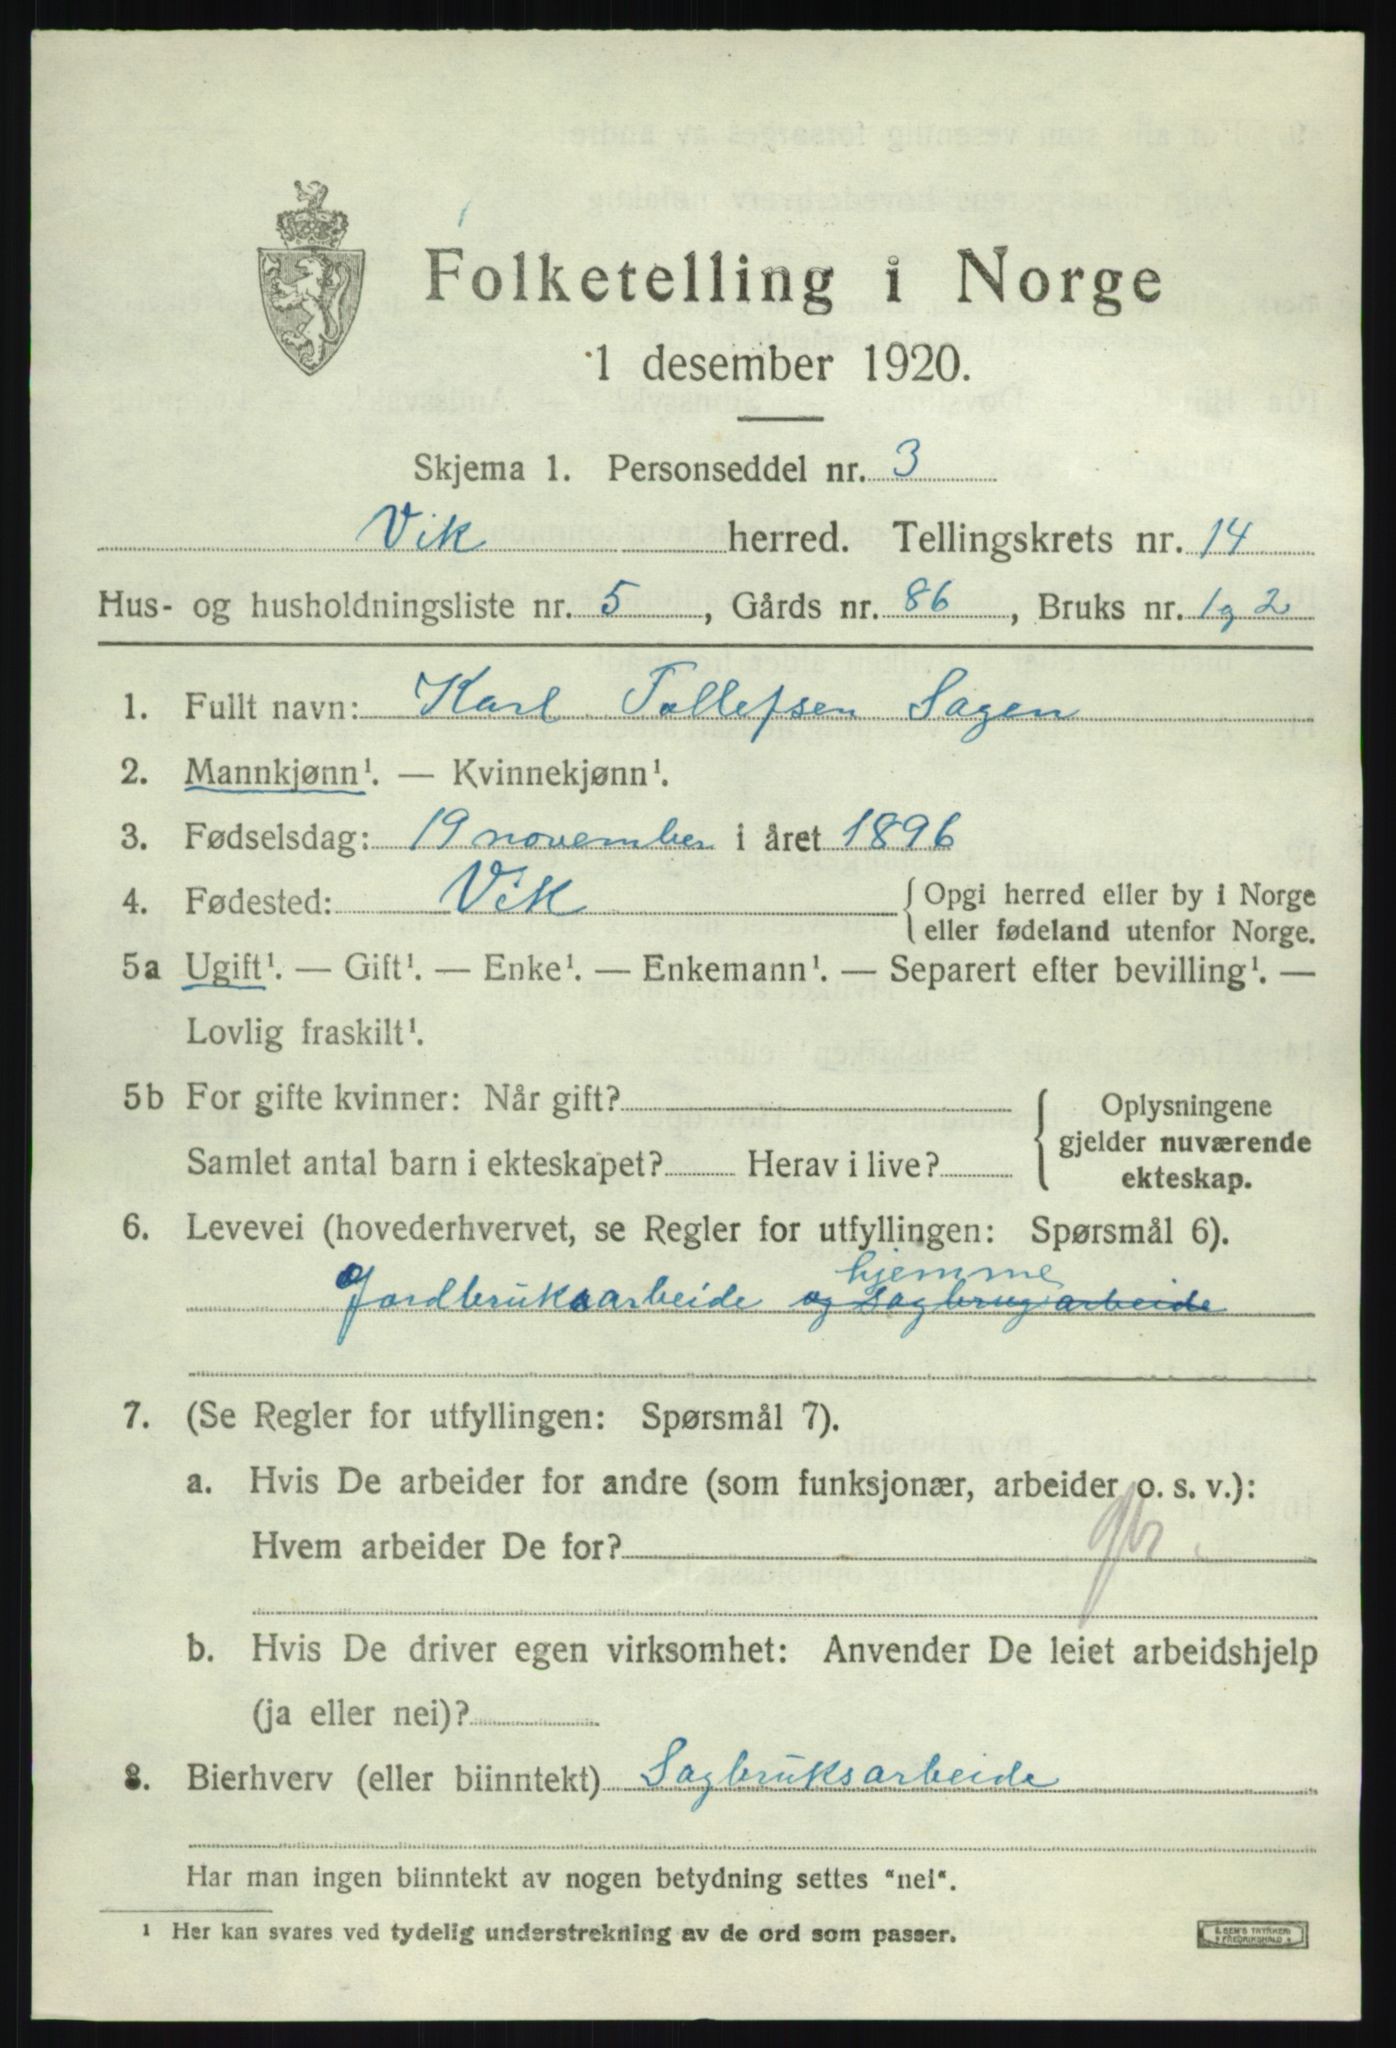 Folketelling i Norge
1 desember 1920.
Skjema 1. Personseddel nr. 3
Vik herred. Tellingskrets nr. 14
Hus- og husholdningsliste nr. 5, Gårds nr. 86, Bruks nr. 1 og 2
1. Fullt navn: Karl Tollefsen Sagen
2. Mannkjønn¹. — Kvinnekjønn¹.
3. Fødselsdag: 19 november i året 1896
4. Fødested: Vik { Opgi herred eller by i Norge
eller fødeland utenfor Norge.
5a Ugift¹. — Gift¹. — Enke¹. — Enkemann¹. — Separert efter bevilling¹. —
Lovlig fraskilt¹.
5b For gifte kvinner: Når gift? { Oplysningene
gjelder nuværende
Samlet antal barn i ekteskapet? Herav i live?
ekteskap.
6. Levevei (hovederhvervet, se Regler for utfyllingen: Spørsmål 6).
hjemme
Jordbruksarbeide og sagbrugarbeide
7. (Se Regler for utfyllingen: Spørsmål 7).
a. Hvis De arbeider for andre (som funksjonær, arbeider o. s. v.):
Hvem arbeider De for?
b. Hvis De driver egen virksomhet: Anvender De leiet arbeidshjelp
(ja eller nei)?
8. Bierhverv (eller biinntekt) Sagbruksarbeide
Har man ingen biinntekt av nogen betydning settes "nei".
¹ Her kan svares ved tydelig understrekning av de ord som passer.